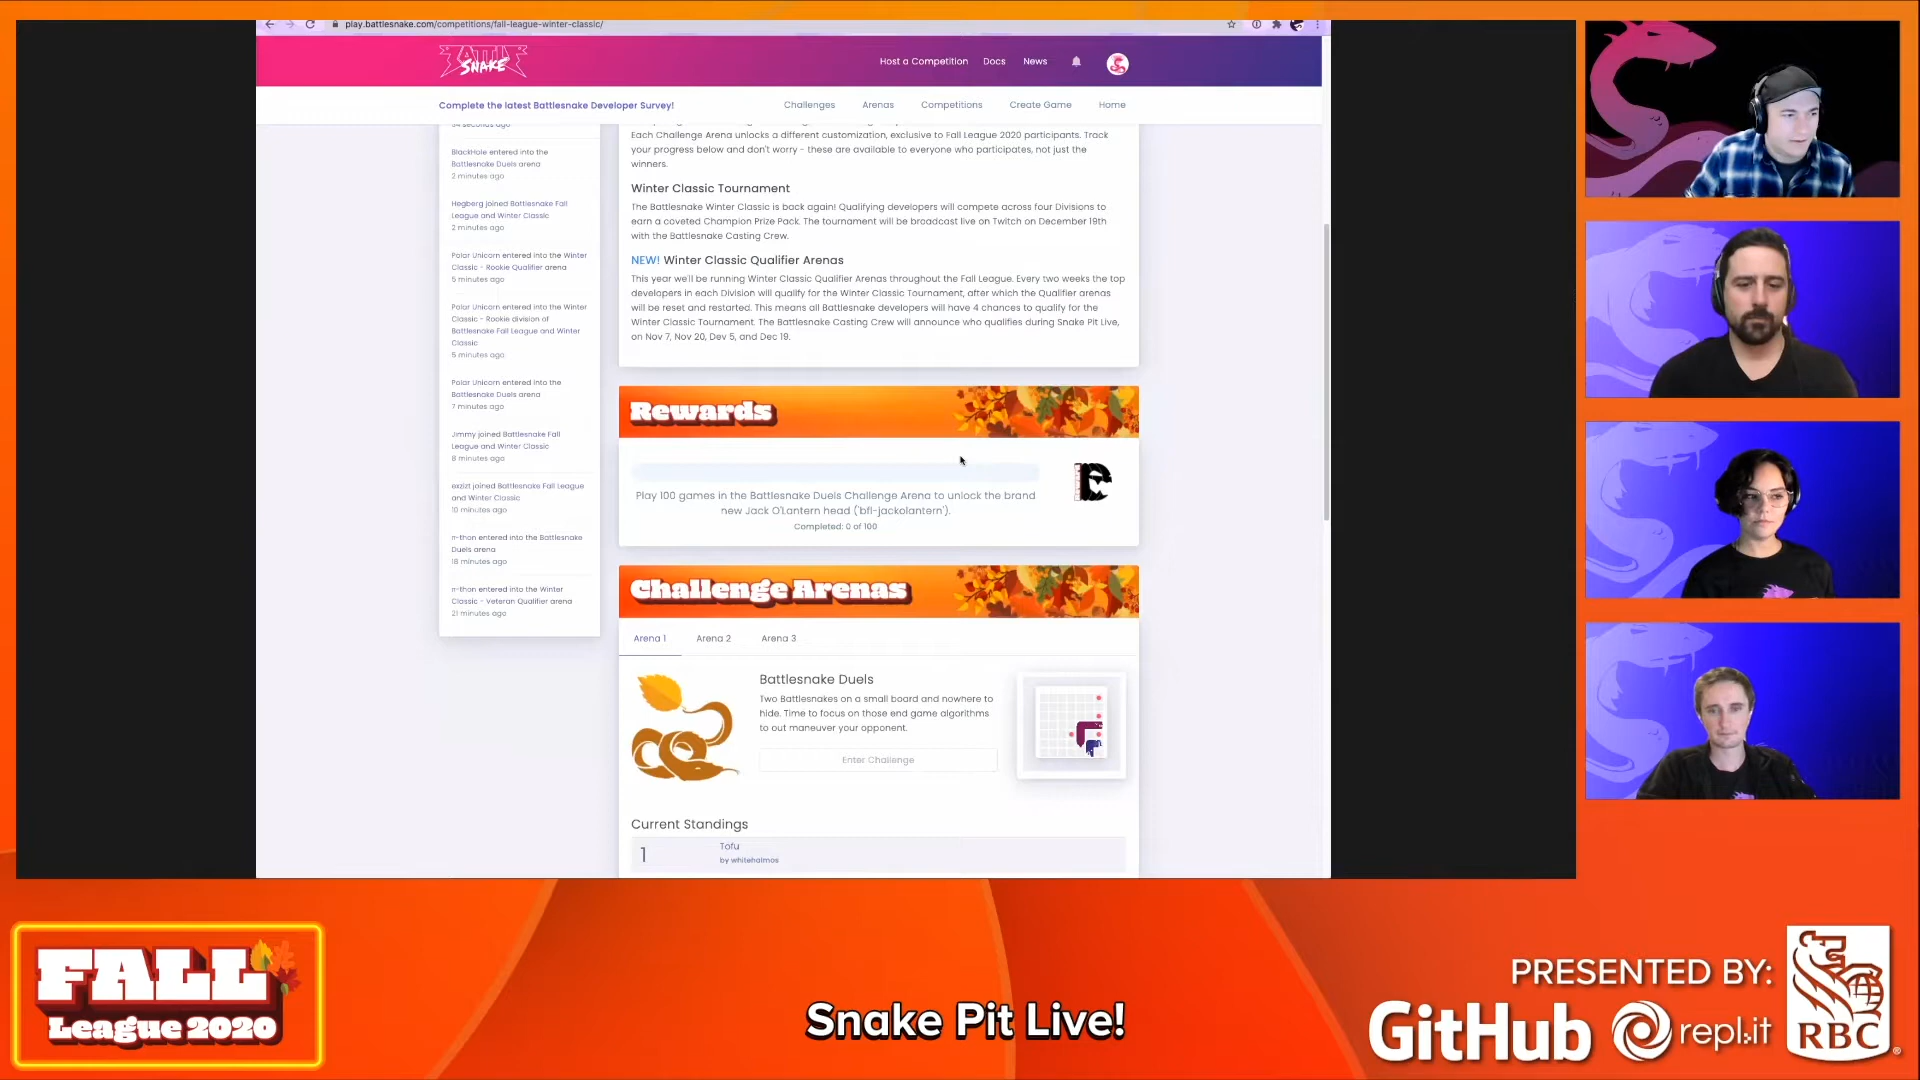 play.battlesnake.com/competitions/fall-league-winter-classic/
BATTLE
SNAKE
Host a Competition
Docs
News
Complete the latest Battlesnake Developer Survey!
Challenges
Arenas
Competitions
Create Game
Home
BlackHole entered into the
Battlesnake Duels arena
2 minutes ago
Hegberg joined Battlesnake Fall
League and Winter Classic
2 minutes ago
Polar Unicorn entered into the Winter
Classic - Rookie Qualifier arena
5 minutes ago
Polar Unicorn entered into the Winter
Classic - Rookie division of
Battlesnake Fall League and Winter
Classic
5 minutes ago
Polar Unicorn entered into the
Battlesnake Duels arena
7 minutes ago
Jimmy joined Battlesnake Fall
League and Winter Classic
8 minutes ago
exzizt joined Battlesnake Fall League
and Winter Classic
10 minutes ago
entered into the Battlesnake
Duels arena
18 minutes ago
entered into the Winter
Classic - Veteran Qualifier arena
21 minutes ago
Each Challenge Arena unlocks a different customization, exclusive to Fall League 2020 participants. Track
your progress below and don't worry - these are available to everyone who participates, not just the
winners.
Winter Classic Tournament
The Battlesnake Winter Classic is back again! Qualifying developers will compete across four Divisions to
earn a coveted Champion Prize Pack. The tournament will be broadcast live on Twitch on December 19th
with the Battlesnake Casting Crew.
NEW! Winter Classic Qualifier Arenas
This year we'll be running Winter Classic Qualifier Arenas throughout the Fall League. Every two weeks the top
developers in each Division will qualify for the Winter Classic Tournament, after which the Qualifier arenas
will be reset and restarted. This means all Battlesnake developers will have 4 chances to qualify for the
Winter Classic Tournament. The Battlesnake Casting Crew will announce who qualifies during Snake Pit Live,
on Nov 7, Nov 20, Dev 5, and Dec 19.
Rewards
Play 100 games in the Battlesnake Duels Challenge Arena to unlock the brand
new Jack O'Lantern head ('bfl-jackolantern').
Completed: 0 of 100
Challenge Arenas
Arena 1
Arena 2
Arena 3
Battlesnake Duels
Two Battlesnakes on a small board and nowhere to
hide. Time to focus on those end game algorithms
to out maneuver your opponent.
Enter Challenge
Current Standings
1
Tofu
by whitehalmos
FALL
League 2020
Snake Pit Live!
PRESENTED BY:
GitHub
repl.it
RBC